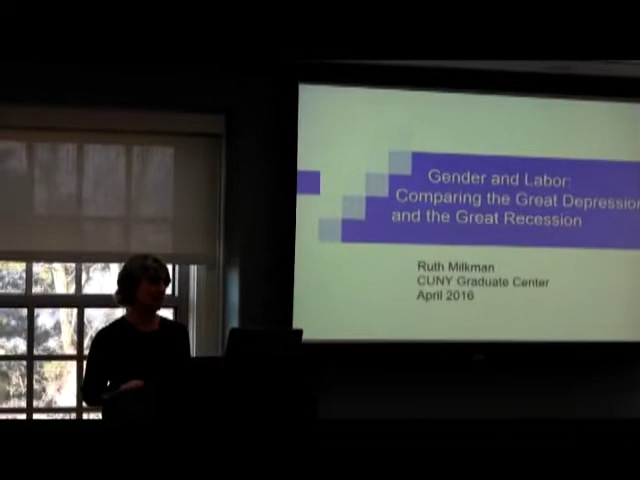 Gender and Labor:
Comparing the Great Depression
and the Great Recession
Ruth Milkman
CUNY Graduate Center
April 2016